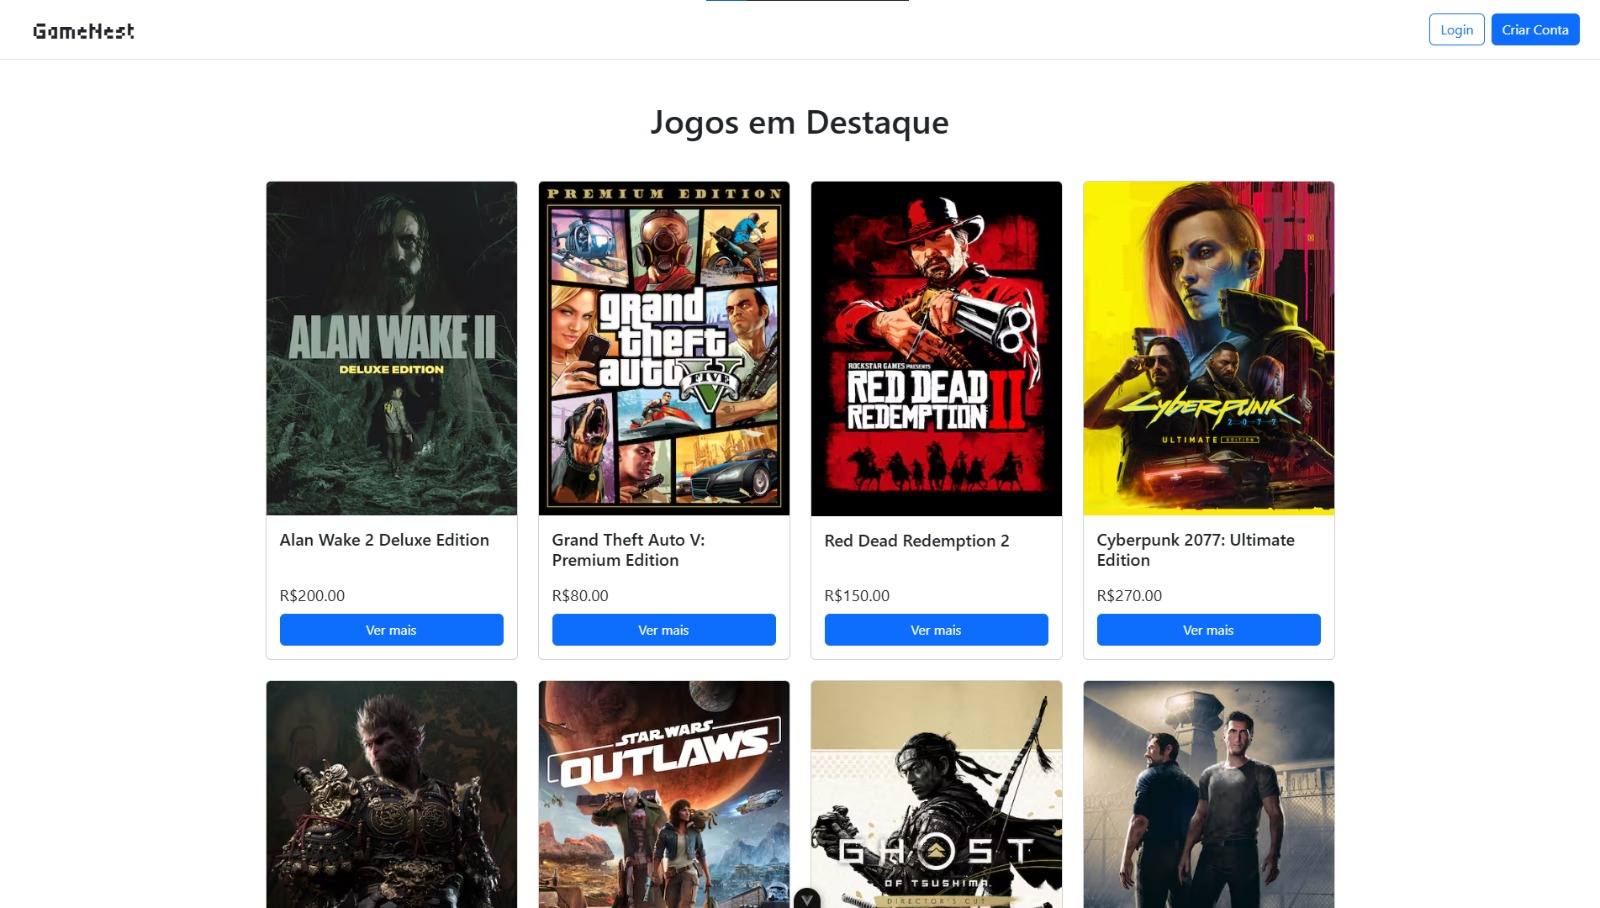 GameNest
Login
Criar Conta
Jogos em Destaque
PREMIUM EDITION
ALAN WAKE II
DELUXE EDITION
grand
theft
auto V
FIVE
ROCKSTAR GAMES PRESENTS
RED DEAD
REDEMPTION II
Cyberpunk
2077
ULTIMATE EDITION
Alan Wake 2 Deluxe Edition
Grand Theft Auto V:
Premium Edition
Red Dead Redemption 2
Cyberpunk 2077: Ultimate
Edition
R$200.00
R$80.00
R$150.00
R$270.00
Ver mais
Ver mais
Ver mais
Ver mais
STAR WARS
OUTLAWS
GHOST
OF TSUSHIMA
DIRECTOR'S CUT